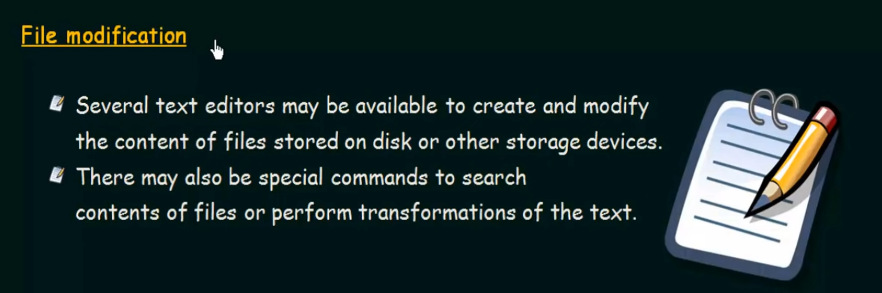 File modification
Several text editors may be available to create and modify
the content of files stored on disk or other storage devices.
There may also be special commands to search
contents of files or perform transformations of the text.